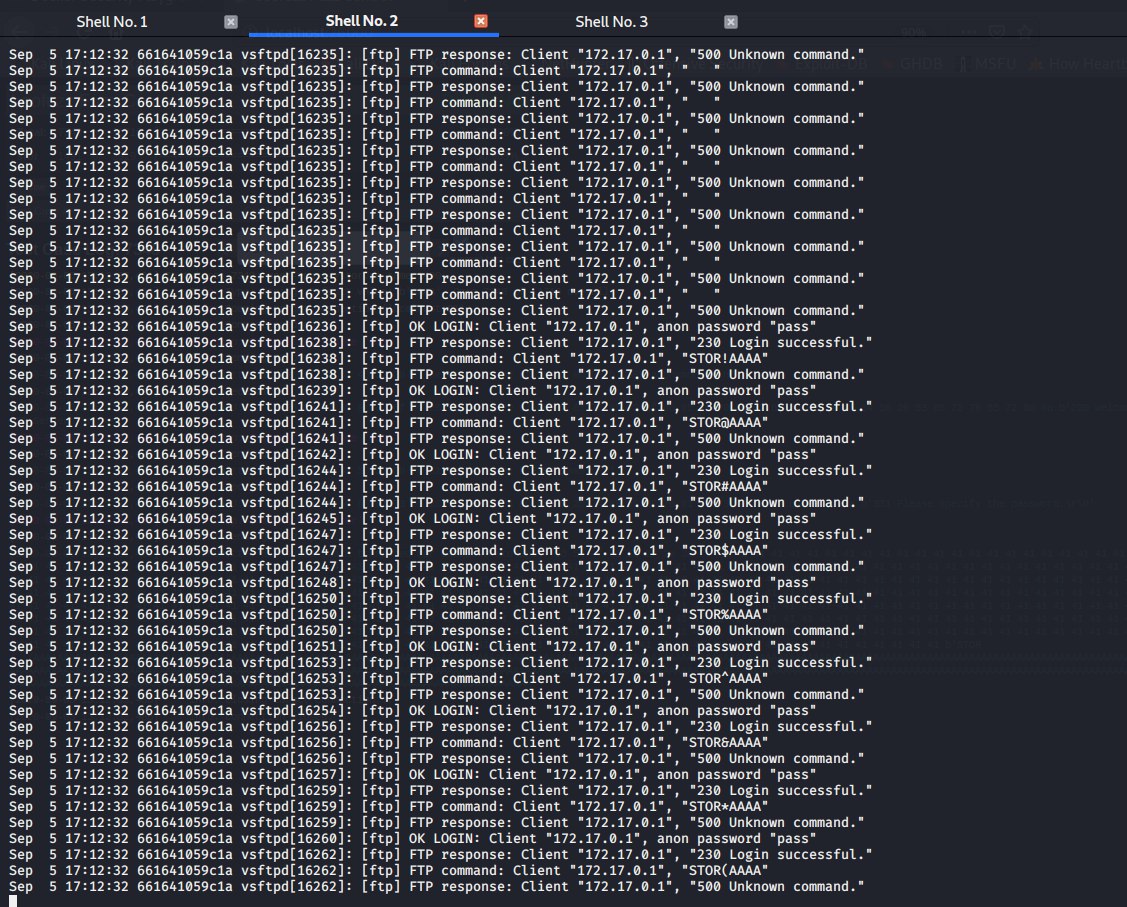 Shell No. 1 Shell No. 2 Shell No. 3
Sep  5 17:12:32 661641059c1a vsftpd[16235]: [ftp] FTP response: Client "172.17.0.1", "500 Unknown command."
Sep  5 17:12:32 661641059c1a vsftpd[16235]: [ftp] FTP command: Client "172.17.0.1", "   "
Sep  5 17:12:32 661641059c1a vsftpd[16235]: [ftp] FTP response: Client "172.17.0.1", "500 Unknown command."
Sep  5 17:12:32 661641059c1a vsftpd[16235]: [ftp] FTP command: Client "172.17.0.1", "   "
Sep  5 17:12:32 661641059c1a vsftpd[16235]: [ftp] FTP response: Client "172.17.0.1", "500 Unknown command."
Sep  5 17:12:32 661641059c1a vsftpd[16235]: [ftp] FTP command: Client "172.17.0.1", "   "
Sep  5 17:12:32 661641059c1a vsftpd[16235]: [ftp] FTP response: Client "172.17.0.1", "500 Unknown command."
Sep  5 17:12:32 661641059c1a vsftpd[16235]: [ftp] FTP command: Client "172.17.0.1", "   "
Sep  5 17:12:32 661641059c1a vsftpd[16235]: [ftp] FTP response: Client "172.17.0.1", "500 Unknown command."
Sep  5 17:12:32 661641059c1a vsftpd[16235]: [ftp] FTP command: Client "172.17.0.1", "   "
Sep  5 17:12:32 661641059c1a vsftpd[16235]: [ftp] FTP response: Client "172.17.0.1", "500 Unknown command."
Sep  5 17:12:32 661641059c1a vsftpd[16235]: [ftp] FTP command: Client "172.17.0.1", "   "
Sep  5 17:12:32 661641059c1a vsftpd[16235]: [ftp] FTP response: Client "172.17.0.1", "500 Unknown command."
Sep  5 17:12:32 661641059c1a vsftpd[16235]: [ftp] FTP command: Client "172.17.0.1", "   "
Sep  5 17:12:32 661641059c1a vsftpd[16235]: [ftp] FTP response: Client "172.17.0.1", "500 Unknown command."
Sep  5 17:12:32 661641059c1a vsftpd[16235]: [ftp] FTP command: Client "172.17.0.1", "   "
Sep  5 17:12:32 661641059c1a vsftpd[16235]: [ftp] FTP response: Client "172.17.0.1", "500 Unknown command."
Sep  5 17:12:32 661641059c1a vsftpd[16236]: [ftp] OK LOGIN: Client "172.17.0.1", anon password "pass"
Sep  5 17:12:32 661641059c1a vsftpd[16238]: [ftp] FTP response: Client "172.17.0.1", "230 Login successful."
Sep  5 17:12:32 661641059c1a vsftpd[16238]: [ftp] FTP command: Client "172.17.0.1", "STOR!AAAA"
Sep  5 17:12:32 661641059c1a vsftpd[16238]: [ftp] FTP response: Client "172.17.0.1", "500 Unknown command."
Sep  5 17:12:32 661641059c1a vsftpd[16239]: [ftp] OK LOGIN: Client "172.17.0.1", anon password "pass"
Sep  5 17:12:32 661641059c1a vsftpd[16241]: [ftp] FTP response: Client "172.17.0.1", "230 Login successful."
Sep  5 17:12:32 661641059c1a vsftpd[16241]: [ftp] FTP command: Client "172.17.0.1", "STOR@AAAA"
Sep  5 17:12:32 661641059c1a vsftpd[16241]: [ftp] FTP response: Client "172.17.0.1", "500 Unknown command."
Sep  5 17:12:32 661641059c1a vsftpd[16242]: [ftp] OK LOGIN: Client "172.17.0.1", anon password "pass"
Sep  5 17:12:32 661641059c1a vsftpd[16244]: [ftp] FTP response: Client "172.17.0.1", "230 Login successful."
Sep  5 17:12:32 661641059c1a vsftpd[16244]: [ftp] FTP command: Client "172.17.0.1", "STOR#AAAA"
Sep  5 17:12:32 661641059c1a vsftpd[16244]: [ftp] FTP response: Client "172.17.0.1", "500 Unknown command."
Sep  5 17:12:32 661641059c1a vsftpd[16245]: [ftp] OK LOGIN: Client "172.17.0.1", anon password "pass"
Sep  5 17:12:32 661641059c1a vsftpd[16247]: [ftp] FTP response: Client "172.17.0.1", "230 Login successful."
Sep  5 17:12:32 661641059c1a vsftpd[16247]: [ftp] FTP command: Client "172.17.0.1", "STOR$AAAA"
Sep  5 17:12:32 661641059c1a vsftpd[16247]: [ftp] FTP response: Client "172.17.0.1", "500 Unknown command."
Sep  5 17:12:32 661641059c1a vsftpd[16248]: [ftp] OK LOGIN: Client "172.17.0.1", anon password "pass"
Sep  5 17:12:32 661641059c1a vsftpd[16250]: [ftp] FTP response: Client "172.17.0.1", "230 Login successful."
Sep  5 17:12:32 661641059c1a vsftpd[16250]: [ftp] FTP command: Client "172.17.0.1", "STOR%AAAA"
Sep  5 17:12:32 661641059c1a vsftpd[16250]: [ftp] FTP response: Client "172.17.0.1", "500 Unknown command."
Sep  5 17:12:32 661641059c1a vsftpd[16251]: [ftp] OK LOGIN: Client "172.17.0.1", anon password "pass"
Sep  5 17:12:32 661641059c1a vsftpd[16253]: [ftp] FTP response: Client "172.17.0.1", "230 Login successful."
Sep  5 17:12:32 661641059c1a vsftpd[16253]: [ftp] FTP command: Client "172.17.0.1", "STOR^AAAA"
Sep  5 17:12:32 661641059c1a vsftpd[16253]: [ftp] FTP response: Client "172.17.0.1", "500 Unknown command."
Sep  5 17:12:32 661641059c1a vsftpd[16254]: [ftp] OK LOGIN: Client "172.17.0.1", anon password "pass"
Sep  5 17:12:32 661641059c1a vsftpd[16256]: [ftp] FTP response: Client "172.17.0.1", "230 Login successful."
Sep  5 17:12:32 661641059c1a vsftpd[16256]: [ftp] FTP command: Client "172.17.0.1", "STOR&AAAA"
Sep  5 17:12:32 661641059c1a vsftpd[16256]: [ftp] FTP response: Client "172.17.0.1", "500 Unknown command."
Sep  5 17:12:32 661641059c1a vsftpd[16257]: [ftp] OK LOGIN: Client "172.17.0.1", anon password "pass"
Sep  5 17:12:32 661641059c1a vsftpd[16259]: [ftp] FTP response: Client "172.17.0.1", "230 Login successful."
Sep  5 17:12:32 661641059c1a vsftpd[16259]: [ftp] FTP command: Client "172.17.0.1", "STOR*AAAA"
Sep  5 17:12:32 661641059c1a vsftpd[16259]: [ftp] FTP response: Client "172.17.0.1", "500 Unknown command."
Sep  5 17:12:32 661641059c1a vsftpd[16260]: [ftp] OK LOGIN: Client "172.17.0.1", anon password "pass"
Sep  5 17:12:32 661641059c1a vsftpd[16262]: [ftp] FTP response: Client "172.17.0.1", "230 Login successful."
Sep  5 17:12:32 661641059c1a vsftpd[16262]: [ftp] FTP command: Client "172.17.0.1", "STOR(AAAA"
Sep  5 17:12:32 661641059c1a vsftpd[16262]: [ftp] FTP response: Client "172.17.0.1", "500 Unknown command."